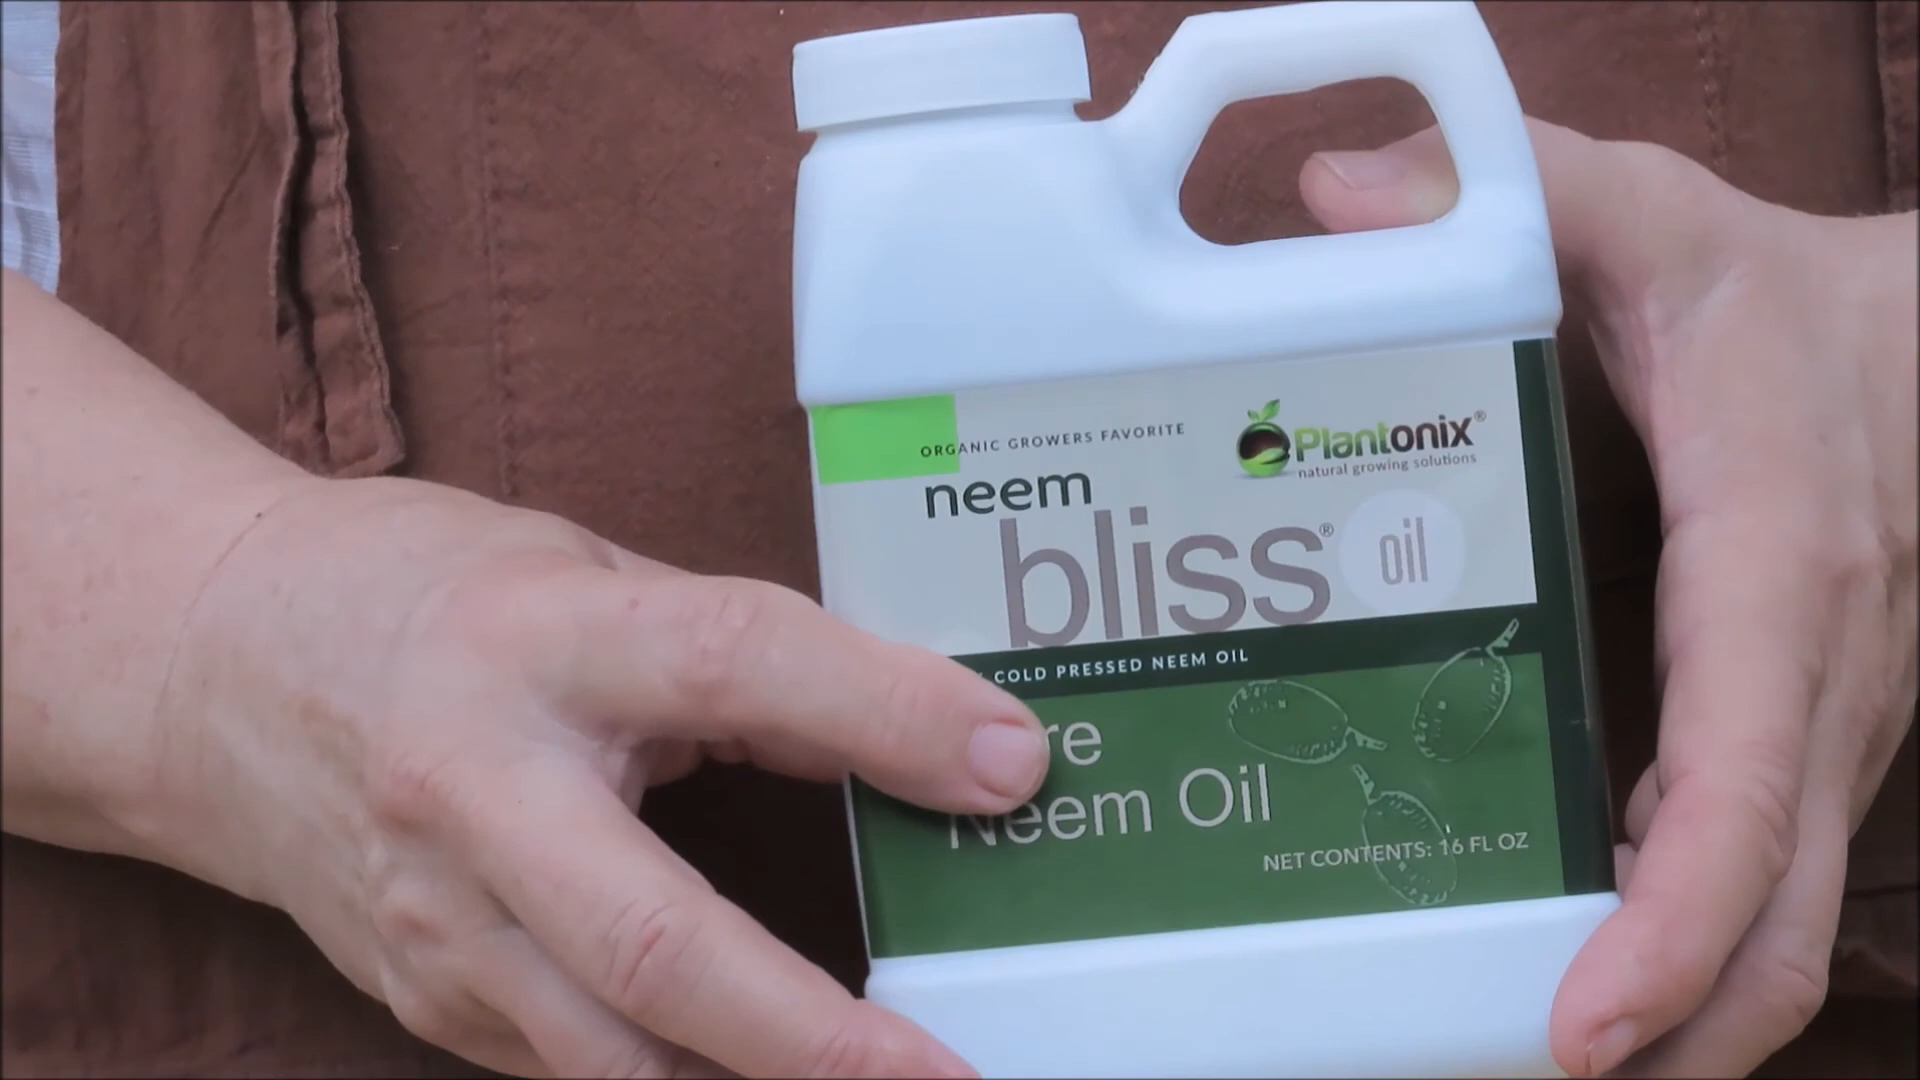 ORGANIC GROWERS FAVORITE
Plantonix®
natural growing solutions
neem
bliss® oil
COLD PRESSED NEEM OIL
re
Neem Oil
NET CONTENTS: 16 FL OZ